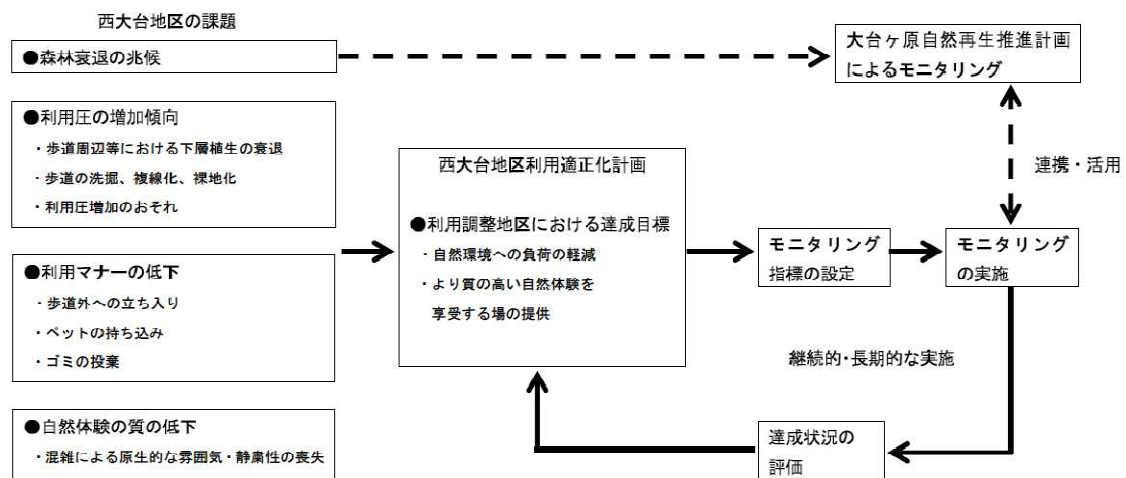 西大台地区の課題
●森林衰退の兆候
●利用圧の増加傾向
・歩道周辺等における下層植生の衰退
・歩道の洗掘、複線化、裸地化
・利用圧増加のおそれ
●利用マナーの低下
・歩道外への立ち入り
・ペットの持ち込み
・ゴミの投棄
●自然体験の質の低下
・混雑による原生的な雰囲気・静粛性の喪失
西大台地区利用適正化計画
●利用調整地区における達成目標
・自然環境への負荷の軽減
・より質の高い自然体験を
享受する場の提供
モニタリング
指標の設定
モニタリング
の実施
大台ヶ原自然再生推進計画
によるモニタリング
連携・活用
継続的・長期的な実施
達成状況の
評価